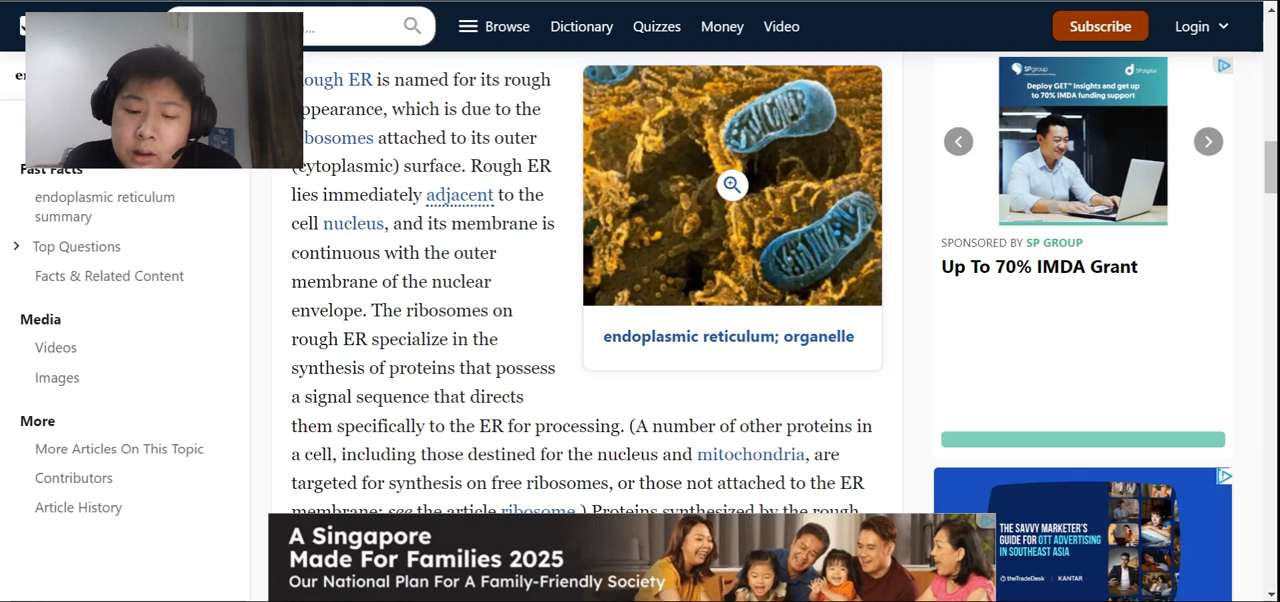 ...
Browse
Dictionary
Quizzes
Money
Video
Subscribe
Login
er
Fast Facts
endoplasmic reticulum
summary
Top Questions
Facts & Related Content
Media
Videos
Images
More
More Articles On This Topic
Contributors
Article History
ough ER is named for its rough
ppearance, which is due to the
ibosomes attached to its outer
(cytoplasmic) surface. Rough ER
lies immediately adjacent to the
cell nucleus, and its membrane is
continuous with the outer
membrane of the nuclear
envelope. The ribosomes on
rough ER specialize in the
synthesis of proteins that possess
a signal sequence that directs
them specifically to the ER for processing. (A number of other proteins in
a cell, including those destined for the nucleus and mitochondria, are
targeted for synthesis on free ribosomes, or those not attached to the ER
membrane; see the article ribosome.) Proteins synthesized by the rough
endoplasmic reticulum; organelle
SPgroup
SPdigital
Deploy GET™ Insights and get up
to 70% IMDA funding support
SPONSORED BY SP GROUP
Up To 70% IMDA Grant
THE SAVVY MARKETER'S
GUIDE FOR OTT ADVERTISING
IN SOUTHEAST ASIA
theTradeDesk | KANTAR
A Singapore
Made For Families 2025
Our National Plan For A Family-Friendly Society